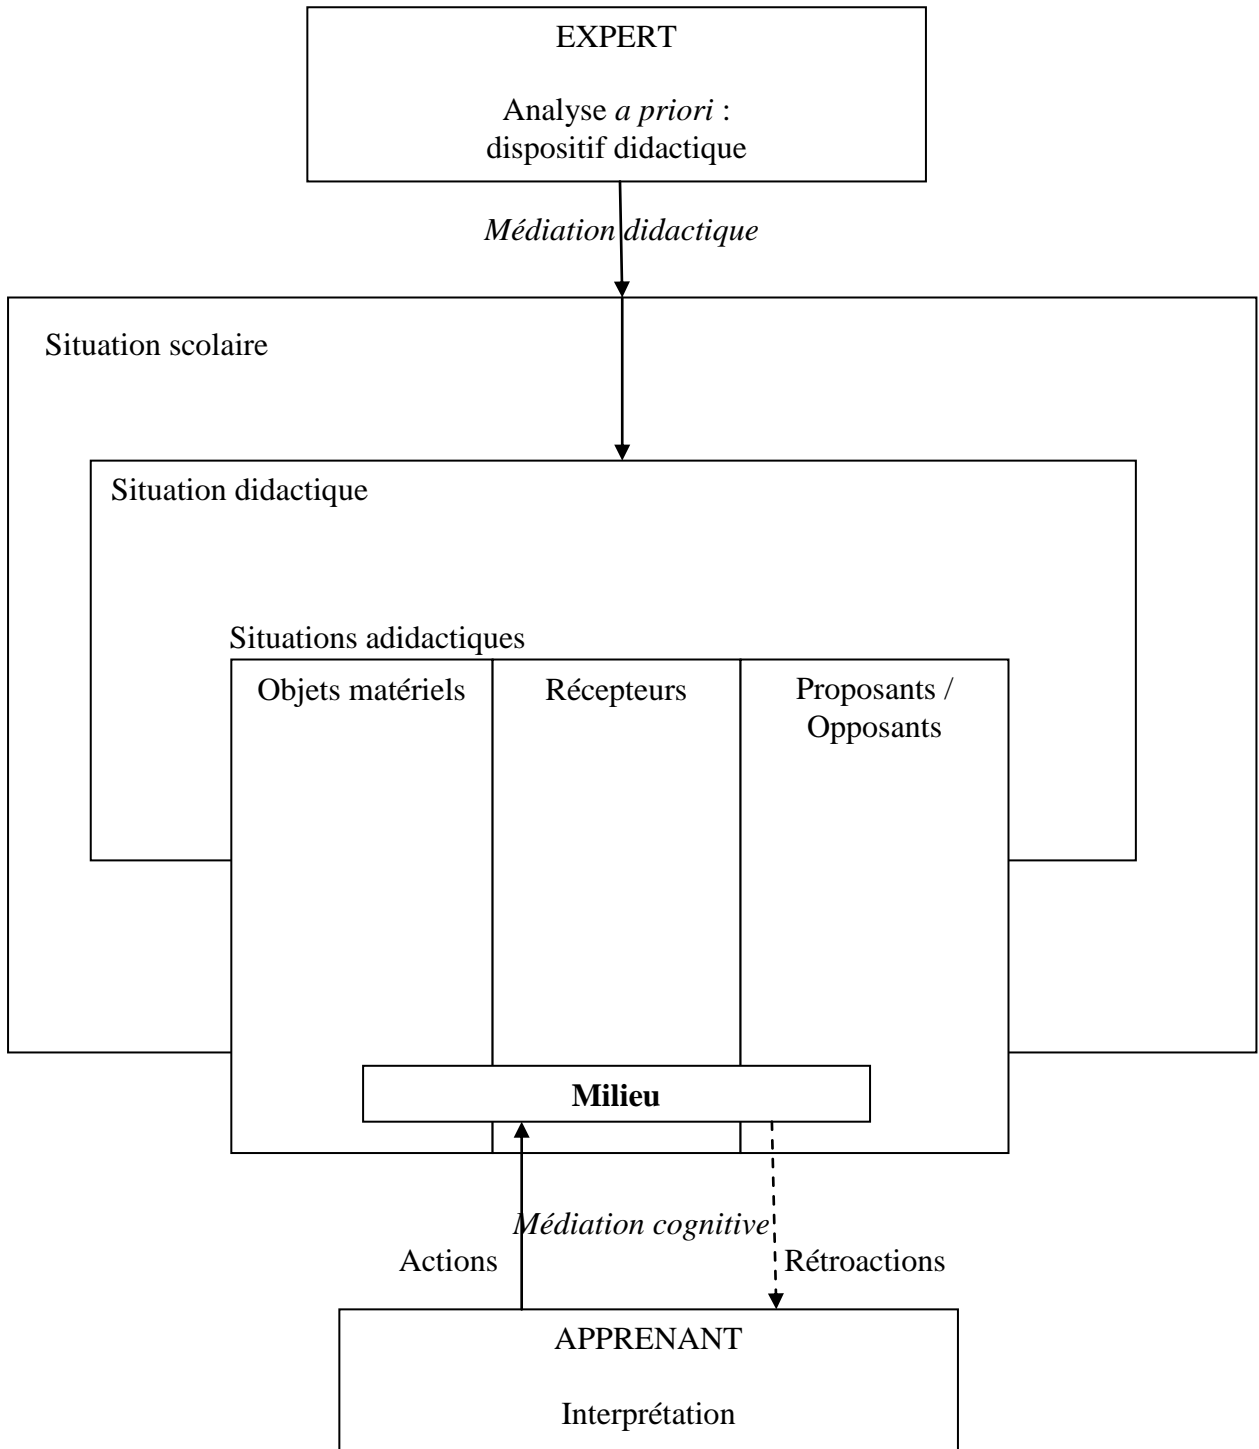 EXPERT
Analyse a priori :
dispositif didactique
Médiation didactique
Situation scolaire
Situation didactique
Situations adidactiques
Objets matériels
Récepteurs
Proposants /
Opposants
Milieu
Médiation cognitive
Actions
Rétroactions
APPRENANT
Interprétation